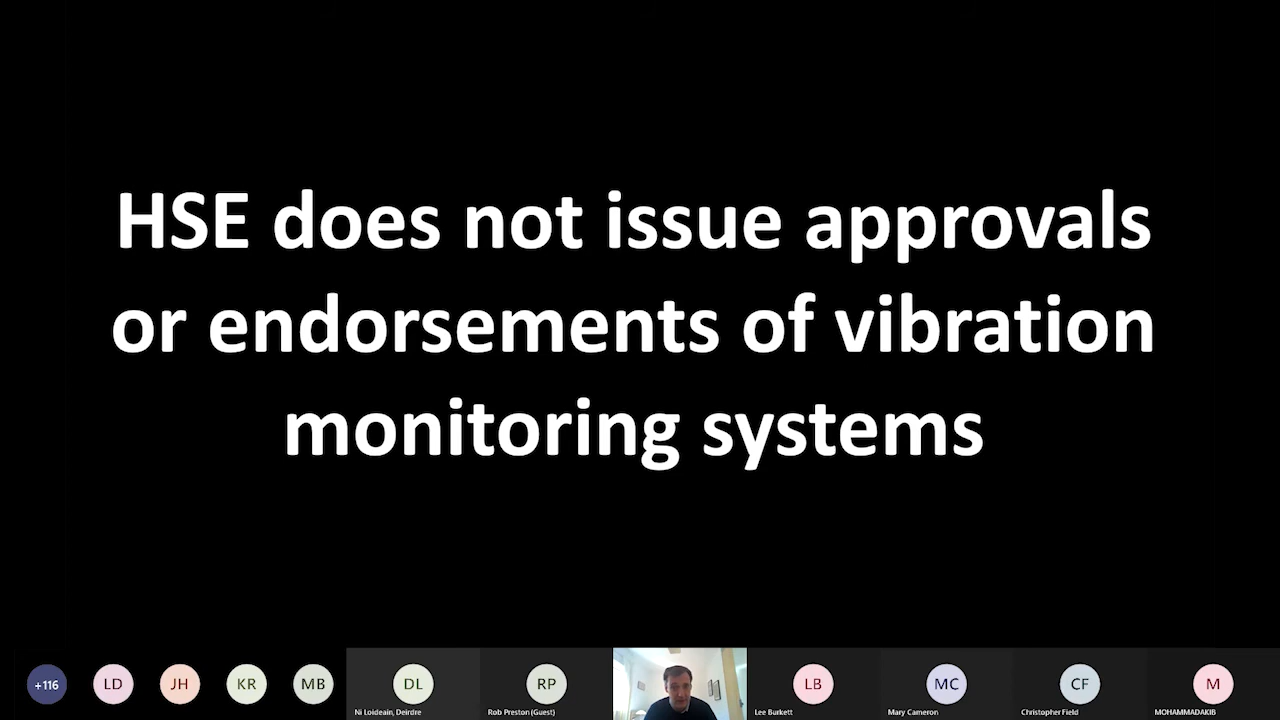 HSE does not issue approvals
or endorsements of vibration
monitoring systems
+116
LD
JH
KR
MB
DL
Ni Loideain, Deirdre
RP
Rob Preston (Guest)
LB
Lee Burkett
MC
Mary Cameron
CF
Christopher Field
M
MOHAMMADAKIB